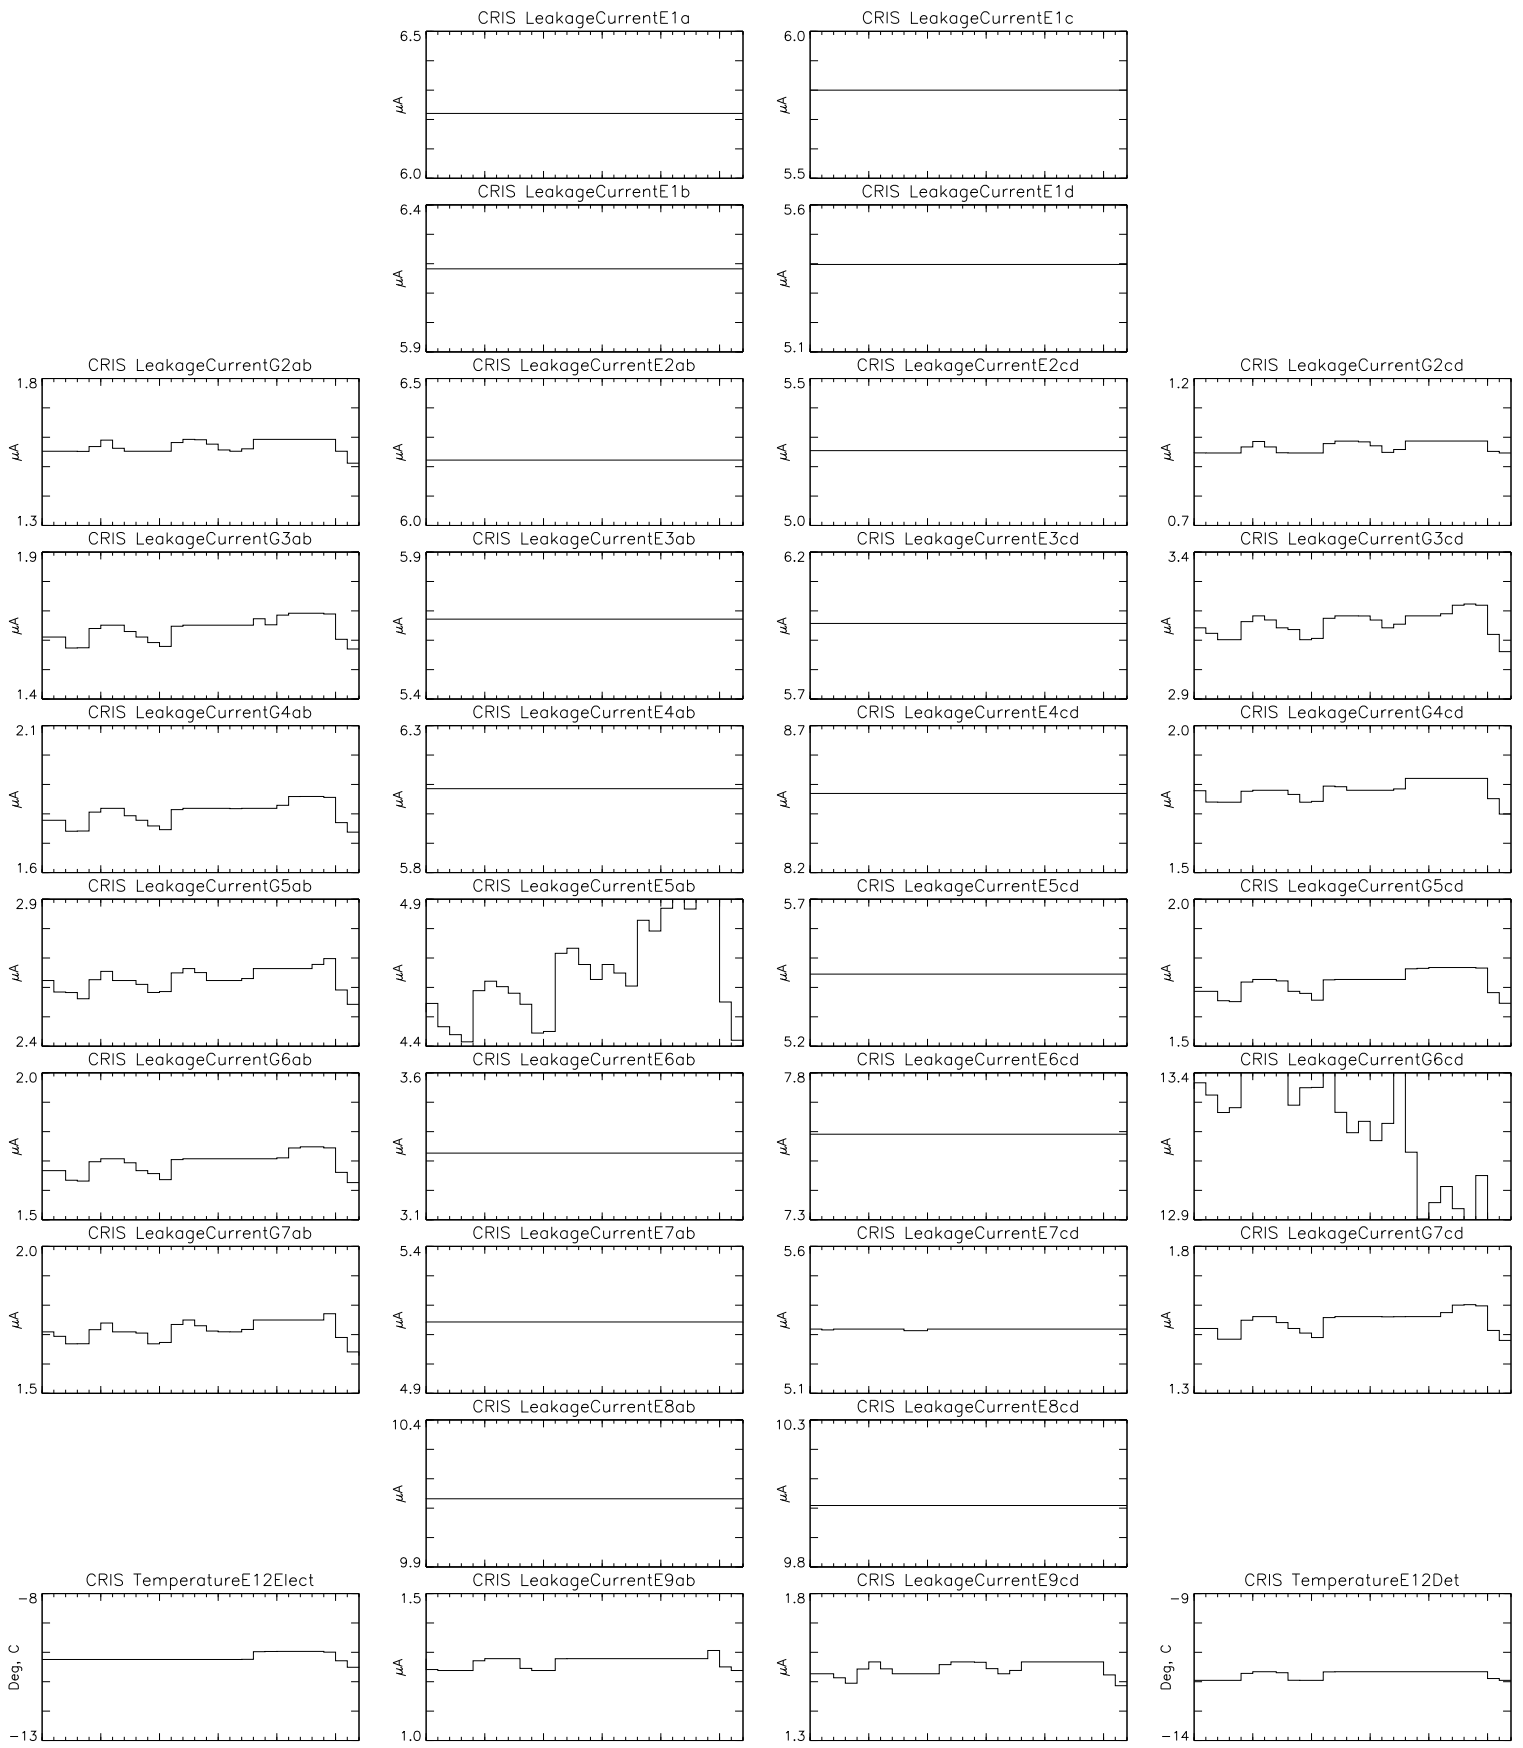 CRIS LeakageCurrentE1a
6.5
μA
6.0
CRIS LeakageCurrentE1c
6.0
μA
5.5
CRIS LeakageCurrentE1b
6.4
μA
5.9
CRIS LeakageCurrentE1d
5.6
μA
5.1
CRIS LeakageCurrentG2ab
1.8
μA
1.3
CRIS LeakageCurrentE2ab
6.5
μA
6.0
CRIS LeakageCurrentE2cd
5.5
μA
5.0
CRIS LeakageCurrentG2cd
1.2
μA
0.7
CRIS LeakageCurrentG3ab
1.9
μA
1.4
CRIS LeakageCurrentE3ab
5.9
μA
5.4
CRIS LeakageCurrentE3cd
6.2
μA
5.7
CRIS LeakageCurrentG3cd
3.4
μA
2.9
CRIS LeakageCurrentG4ab
2.1
μA
1.6
CRIS LeakageCurrentE4ab
6.3
μA
5.8
CRIS LeakageCurrentE4cd
8.7
μA
8.2
CRIS LeakageCurrentG4cd
2.0
μA
1.5
CRIS LeakageCurrentG5ab
2.9
μA
2.4
CRIS LeakageCurrentE5ab
4.9
μA
4.4
CRIS LeakageCurrentE5cd
5.7
μA
5.2
CRIS LeakageCurrentG5cd
2.0
μA
1.5
CRIS LeakageCurrentG6ab
2.0
μA
1.5
CRIS LeakageCurrentE6ab
3.6
μA
3.1
CRIS LeakageCurrentE6cd
7.8
μA
7.3
CRIS LeakageCurrentG6cd
13.4
μA
12.9
CRIS LeakageCurrentG7ab
2.0
μA
1.5
CRIS LeakageCurrentE7ab
5.4
μA
4.9
CRIS LeakageCurrentE7cd
5.6
μA
5.1
CRIS LeakageCurrentG7cd
1.8
μA
1.3
CRIS LeakageCurrentE8ab
10.4
μA
9.9
CRIS LeakageCurrentE8cd
10.3
μA
9.8
CRIS TemperatureE12Elect
-8
Deg, C
-13
CRIS LeakageCurrentE9ab
1.5
μA
1.0
CRIS LeakageCurrentE9cd
1.8
μA
1.3
CRIS TemperatureE12Det
-9
Deg, C
-14